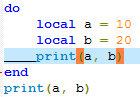 do
    local a = 10
    local b = 20
    print(a, b)
end
print(a, b)